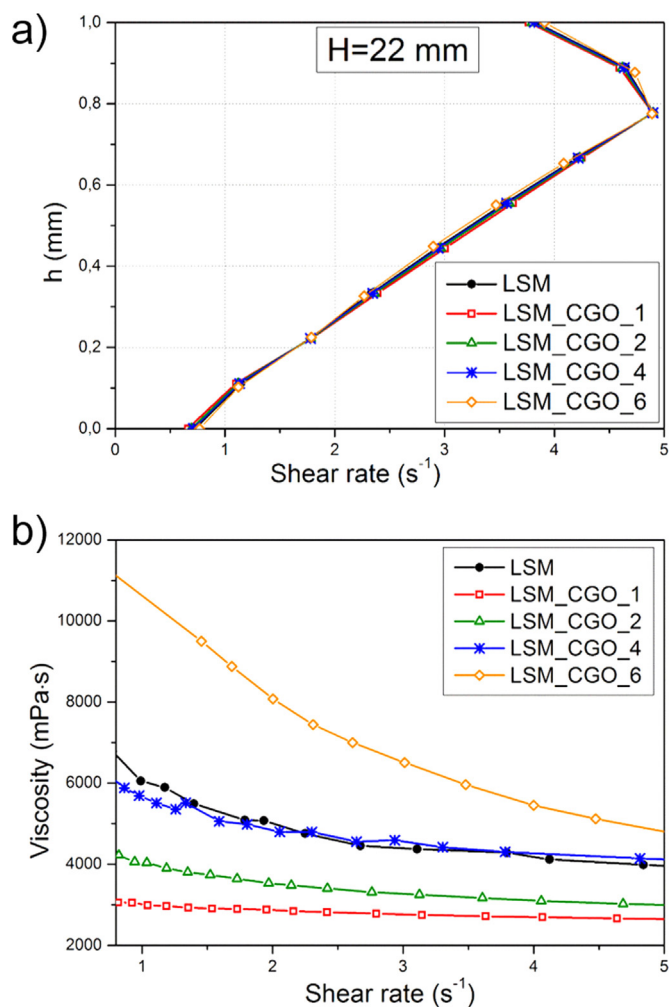 a)
H=22 mm
1,0
0,8
0,6
0,4
0,2
0,0
h (mm)
LSM
LSM_CGO_1
LSM_CGO_2
LSM_CGO_4
LSM_CGO_6
0 1 2 3 4 5
Shear rate (s⁻¹)
b)
12000
10000
8000
6000
4000
2000
Viscosity (mPa·s)
LSM
LSM_CGO_1
LSM_CGO_2
LSM_CGO_4
LSM_CGO_6
1 2 3 4 5
Shear rate (s⁻¹)